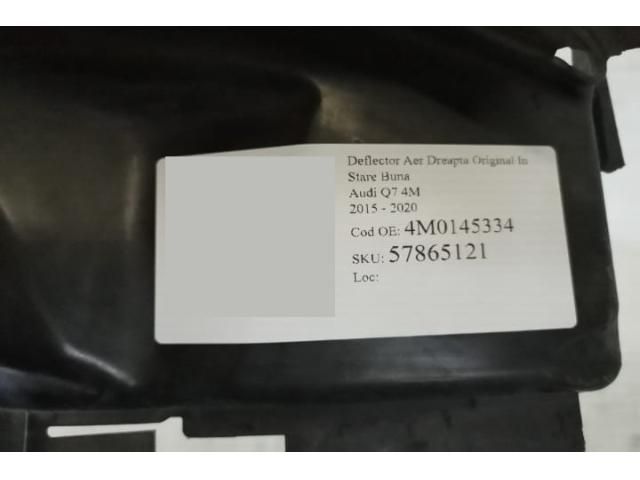 Deflector Aer Dreapta Original In
Stare Buna
Audi Q7 4M
2015 - 2020
Cod OE: 4M0145334
SKU: 57865121
Loc: